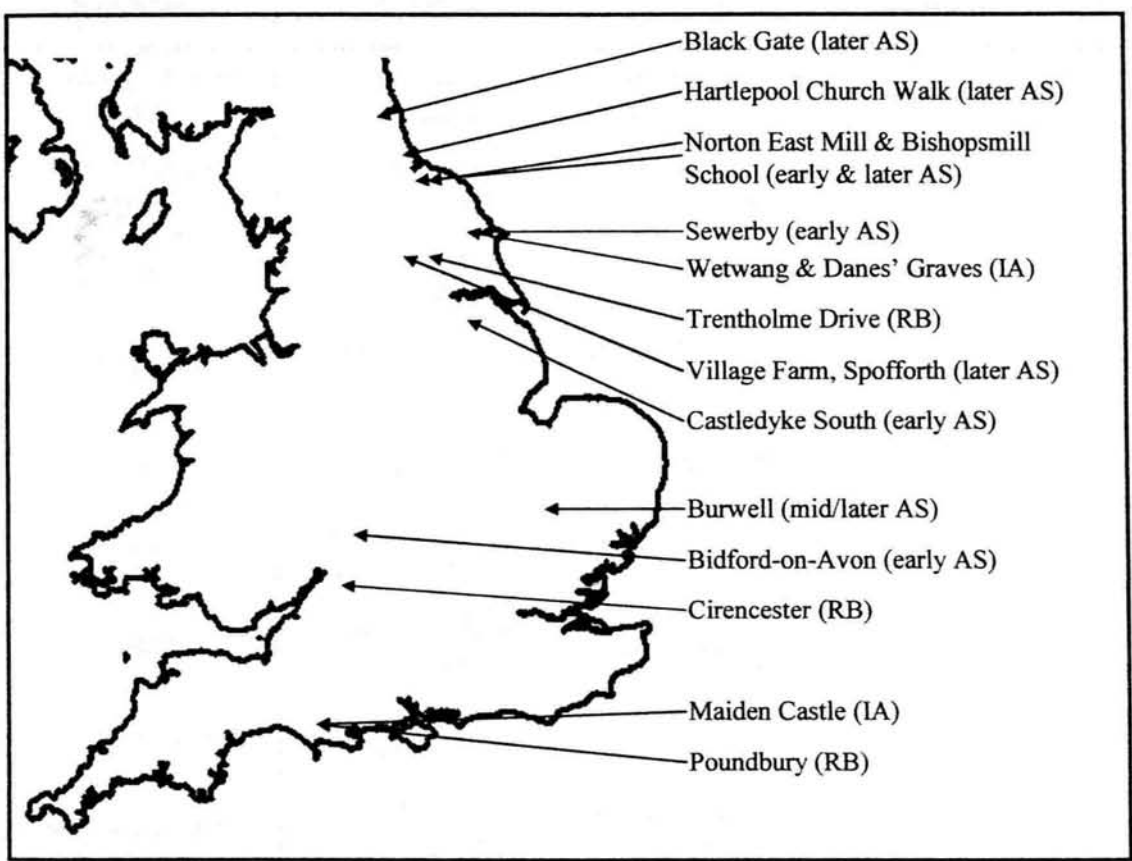 Black Gate (later AS)
Hartlepool Church Walk (later AS)
Norton East Mill & Bishopsmill
School (early & later AS)
Sewerby (early AS)
Wetwang & Danes' Graves (IA)
Trentholme Drive (RB)
Village Farm, Spofforth (later AS)
Castledyke South (early AS)
Burwell (mid/later AS)
Bidford-on-Avon (early AS)
Cirencester (RB)
Maiden Castle (IA)
Poundbury (RB)